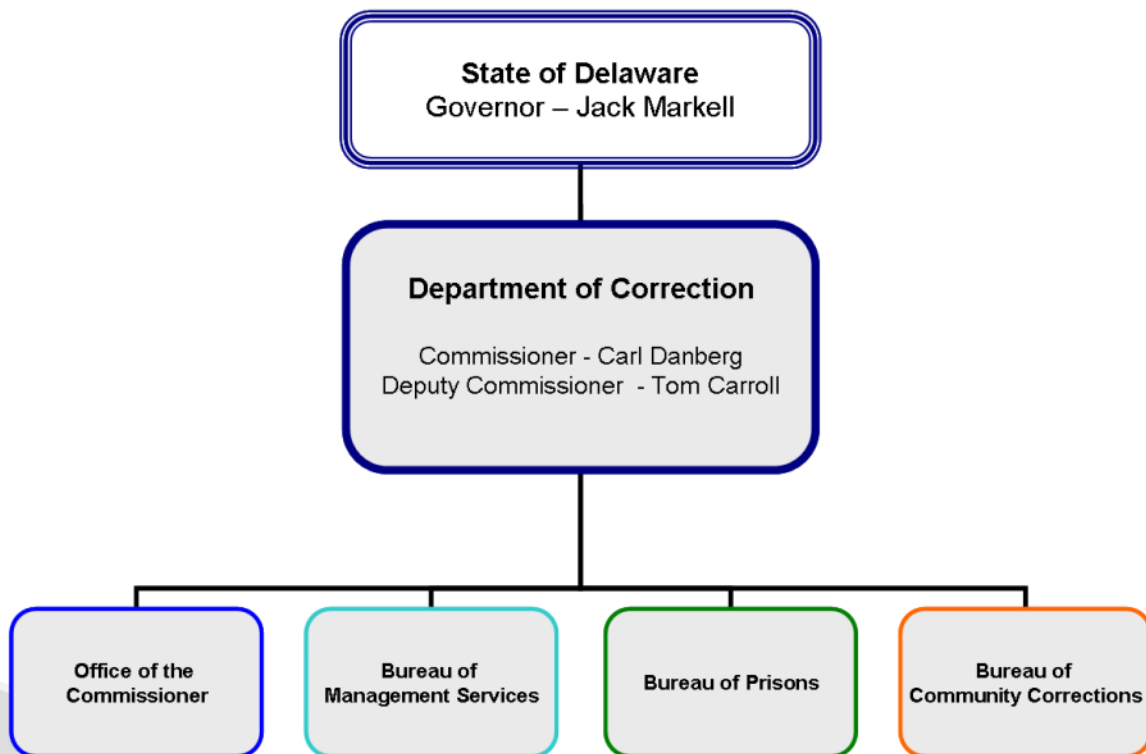 State of Delaware
Governor – Jack Markell
Department of Correction
Commissioner - Carl Danberg
Deputy Commissioner - Tom Carroll
Office of the
Commissioner
Bureau of
Management Services
Bureau of Prisons
Bureau of
Community Corrections